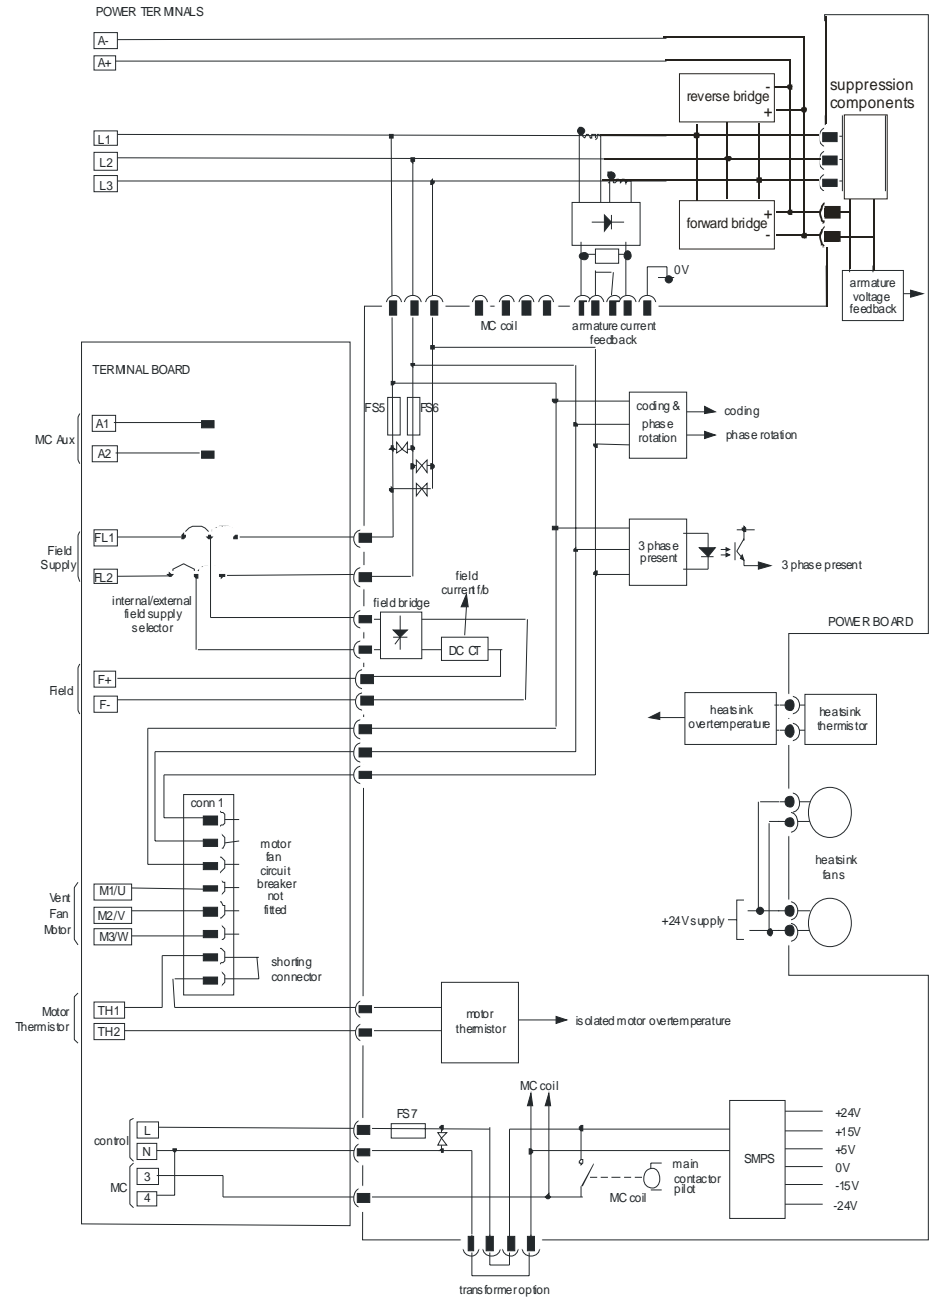 POWER TERMINALS
A-
A+
suppression
components
reverse bridge
-
+
L1
L2
L3
forward bridge
+
-
0V
armature
voltage
feedback
MC coil
armature current
feedback
TERMINAL BOARD
FS5
FS6
coding &
phase
rotation
coding
phase rotation
MC Aux
A1
A2
Field
Supply
FL1
FL2
3 phase
present
3 phase present
internal/external
field supply
selector
field
current f/b
field bridge
DC CT
POWER BOARD
Field
F+
F-
heatsink
overtemperature
heatsink
thermistor
conn 1
motor
fan
circuit
breaker
not
fitted
heatsink
fans
Vent
Fan
Motor
M1/U
M2/V
M3/W
+24V supply
shorting
connector
Motor
Thermistor
TH1
TH2
motor
thermistor
isolated motor overtemperature
MC coil
FS7
control
L
N
MC
3
4
main
contactor
pilot
MC coil
SMPS
+24V
+15V
+5V
0V
-15V
-24V
transformer option